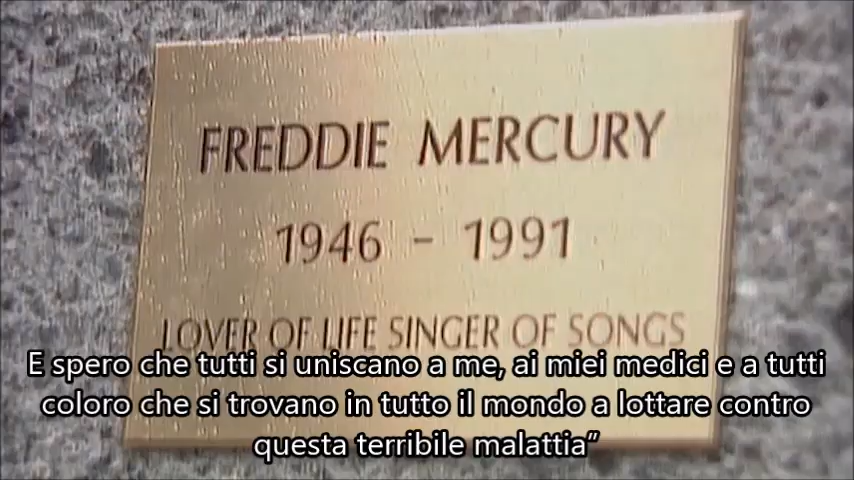 FREDDIE MERCURY
1946 - 1991
LOVER OF LIFE SINGER OF SONGS
E spero che tutti si uniscano a me, ai miei medici e a tutti
coloro che si trovano in tutto il mondo a lottare contro
questa terribile malattia”